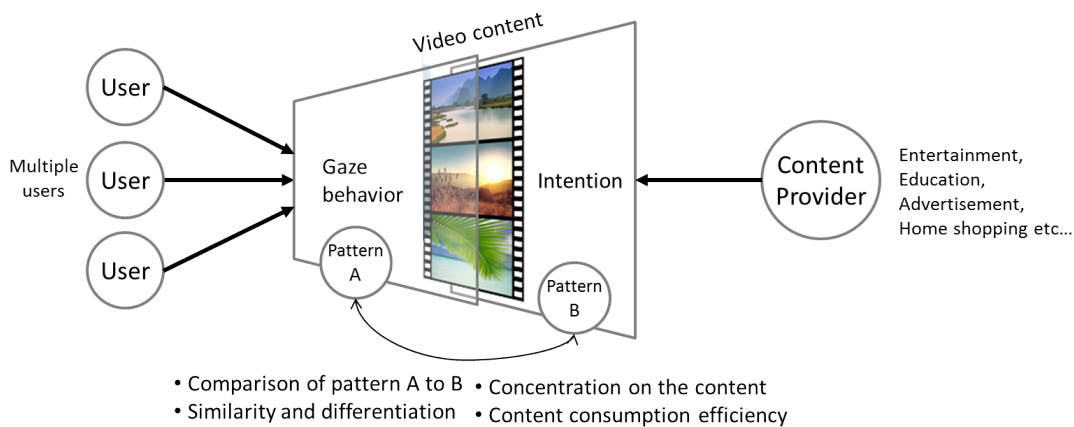 Video content
User
User
User
Multiple
users
Gaze
behavior
Intention
Pattern
A
Pattern
B
Content
Provider
Entertainment,
Education,
Advertisement,
Home shopping etc...
• Comparison of pattern A to B
• Similarity and differentiation
• Concentration on the content
• Content consumption efficiency